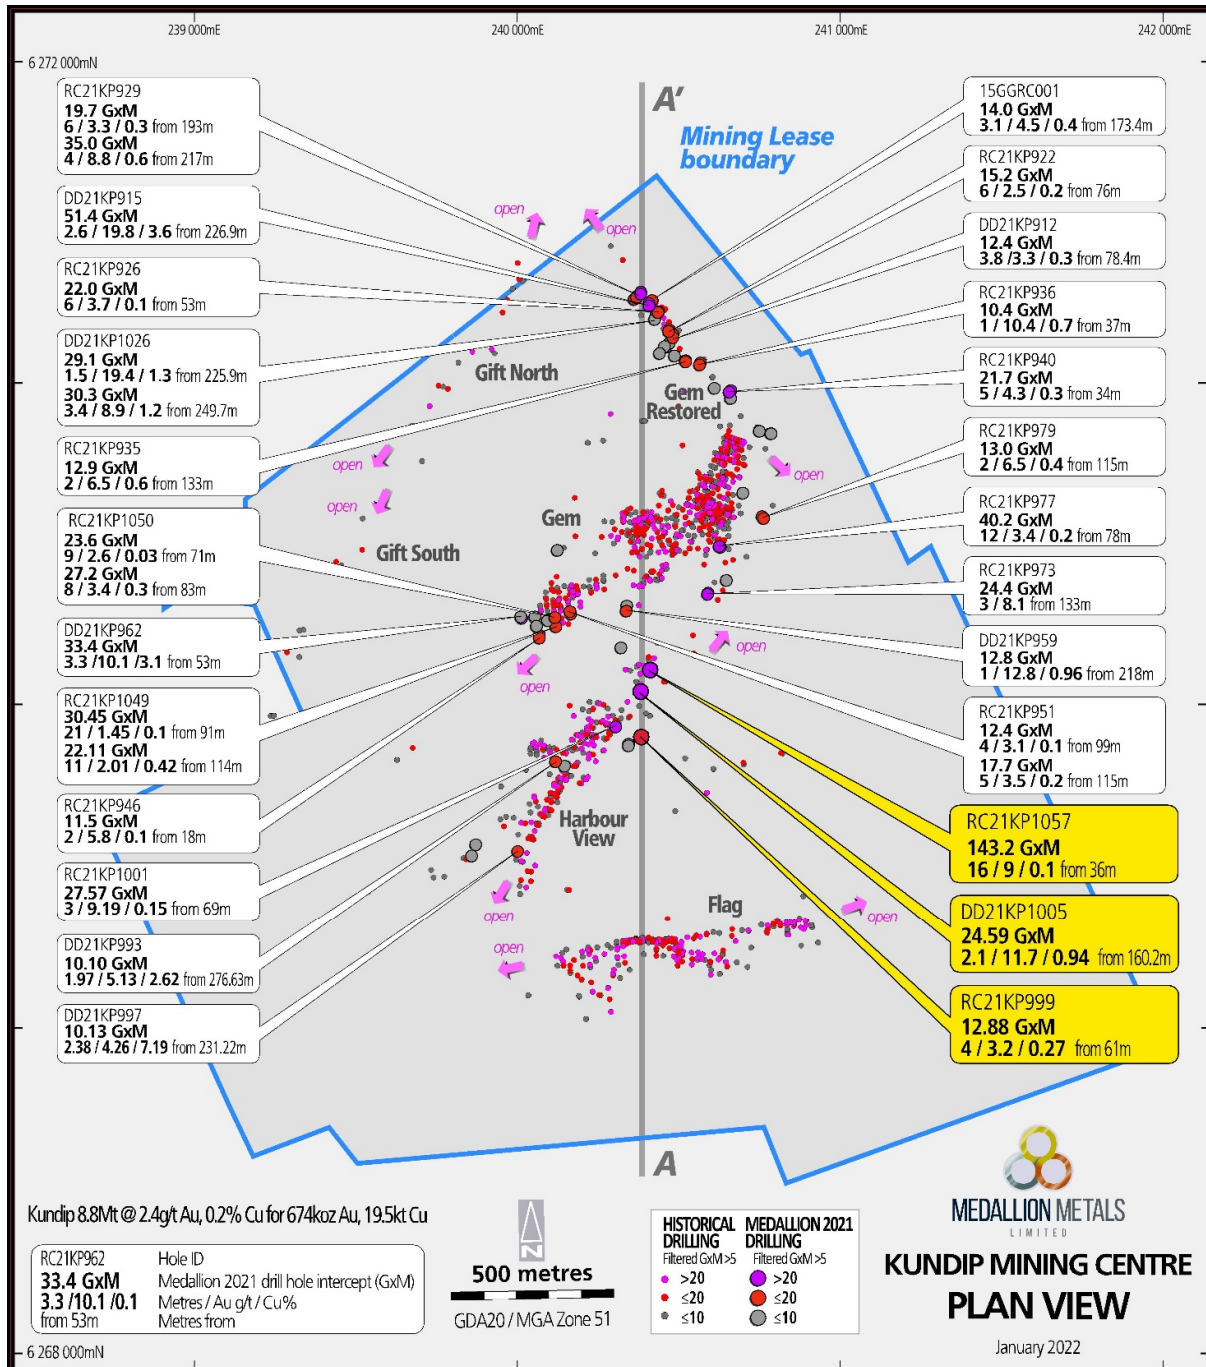 239 000mE
240 000mE
241 000mE
242 000mE
6 272 000mN
RC21KP929
19.7 GxM
6 / 3.3 / 0.3 from 193m
35.0 GxM
4 / 8.8 / 0.6 from 217m
DD21KP915
51.4 GxM
2.6 / 19.8 / 3.6 from 226.9m
RC21KP926
22.0 GxM
6 / 3.7 / 0.1 from 53m
DD21KP1026
29.1 GxM
1.5 / 19.4 / 1.3 from 225.9m
30.3 GxM
3.4 / 8.9 / 1.2 from 249.7m
RC21KP935
12.9 GxM
2 / 6.5 / 0.6 from 133m
RC21KP1050
23.6 GxM
9 / 2.6 / 0.03 from 71m
27.2 GxM
8 / 3.4 / 0.3 from 83m
DD21KP962
33.4 GxM
3.3 /10.1 /3.1 from 53m
RC21KP1049
30.45 GxM
21 / 1.45 / 0.1 from 91m
22.11 GxM
11 / 2.01 / 0.42 from 114m
RC21KP946
11.5 GxM
2 / 5.8 / 0.1 from 18m
RC21KP1001
27.57 GxM
3 / 9.19 / 0.15 from 69m
DD21KP993
10.10 GxM
1.97 / 5.13 / 2.62 from 276.63m
DD21KP997
10.13 GxM
2.38 / 4.26 / 7.19 from 231.22m
A'
Mining Lease
boundary
open
open
Gift North
Gem
Restored
open
open
open
Gem
Gift South
open
open
Harbour
View
open
Flag
open
open
A
15GGRC001
14.0 GxM
3.1 / 4.5 / 0.4 from 173.4m
RC21KP922
15.2 GxM
6 / 2.5 / 0.2 from 76m
DD21KP912
12.4 GxM
3.8 /3.3 / 0.3 from 78.4m
RC21KP936
10.4 GxM
1 / 10.4 / 0.7 from 37m
RC21KP940
21.7 GxM
5 / 4.3 / 0.3 from 34m
RC21KP979
13.0 GxM
2 / 6.5 / 0.4 from 115m
RC21KP977
40.2 GxM
12 / 3.4 / 0.2 from 78m
RC21KP973
24.4 GxM
3 / 8.1 from 133m
DD21KP959
12.8 GxM
1 / 12.8 / 0.96 from 218m
RC21KP951
12.4 GxM
4 / 3.1 / 0.1 from 99m
17.7 GxM
5 / 3.5 / 0.2 from 115m
RC21KP1057
143.2 GxM
16 / 9 / 0.1 from 36m
DD21KP1005
24.59 GxM
2.1 / 11.7 / 0.94 from 160.2m
RC21KP999
12.88 GxM
4 / 3.2 / 0.27 from 61m
Kundip 8.8Mt @ 2.4g/t Au, 0.2% Cu for 674koz Au, 19.5kt Cu
RC21KP962 Hole ID
33.4 GxM Medallion 2021 drill hole intercept (GxM)
3.3 /10.1 /0.1 Metres / Au g/t / Cu%
from 53m Metres from
N
500 metres
GDA20 / MGA Zone 51
HISTORICAL DRILLING
Filtered GxM >5
>20
≤20
≤10
MEDALLION 2021 DRILLING
Filtered GxM >5
>20
≤20
≤10
MEDALLION METALS
LIMITED
KUNDIP MINING CENTRE
PLAN VIEW
January 2022
6 268 000mN